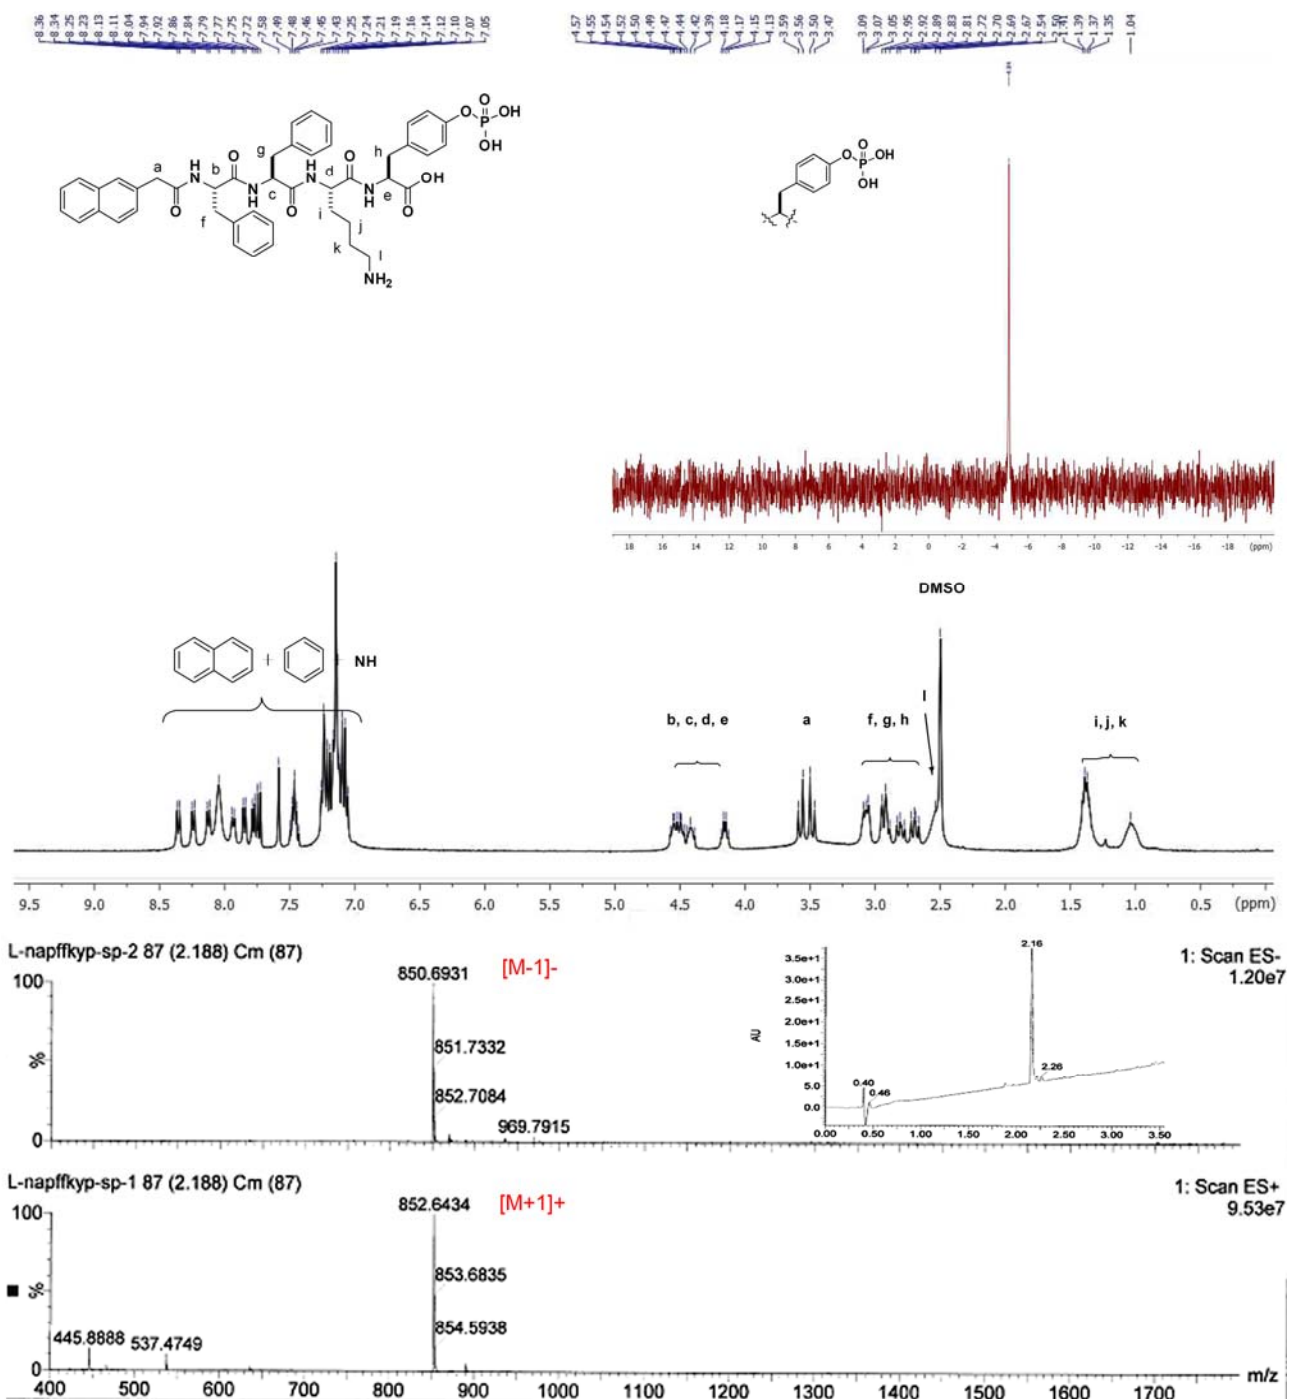 8.36 8.34 8.25 8.23 8.13 8.11 8.04 7.94 7.92 7.86 7.84 7.79 7.77 7.75 7.72 7.58 7.49 7.48 7.46 7.45 7.43 7.25 7.24 7.21 7.19 7.16 7.14 7.12 7.10 7.07 7.05
4.57 4.55 4.54 4.52 4.50 4.49 4.47 4.44 4.42 4.39 4.18 4.17 4.15 4.13 3.59 3.56 3.50 3.47
3.09 3.07 3.05 2.95 2.92 2.89 2.83 2.81 2.72 2.70 2.69 2.67 2.54 2.50 1.41 1.39 1.37 1.35 1.04
-4.84
a H N b O g H N d O h O O P OH OH
O f N H c O i N H e OH O
j k l NH2
O O P OH OH
18 16 14 12 10 8 6 4 2 0 -2 -4 -6 -8 -10 -12 -14 -16 -18 (ppm)
DMSO
+ + NH
b, c, d, e
a
f, g, h
l
i, j, k
9.5 9.0 8.5 8.0 7.5 7.0 6.5 6.0 5.5 5.0 4.5 4.0 3.5 3.0 2.5 2.0 1.5 1.0 0.5 (ppm)
L-napffkyp-sp-2 87 (2.188) Cm (87)
1: Scan ES-
1.20e7
100
%
0
850.6931
[M-1]-
851.7332
852.7084
969.7915
AU
3.5e+1
3.0e+1
2.5e+1
2.0e+1
1.5e+1
1.0e+1
5.0
0.0
2.16
2.26
0.40
0.46
0.00 0.50 1.00 1.50 2.00 2.50 3.00 3.50
L-napffkyp-sp-1 87 (2.188) Cm (87)
1: Scan ES+
9.53e7
100
%
0
852.6434
[M+1]+
853.6835
854.5938
445.8888
537.4749
400 500 600 700 800 900 1000 1100 1200 1300 1400 1500 1600 1700 m/z